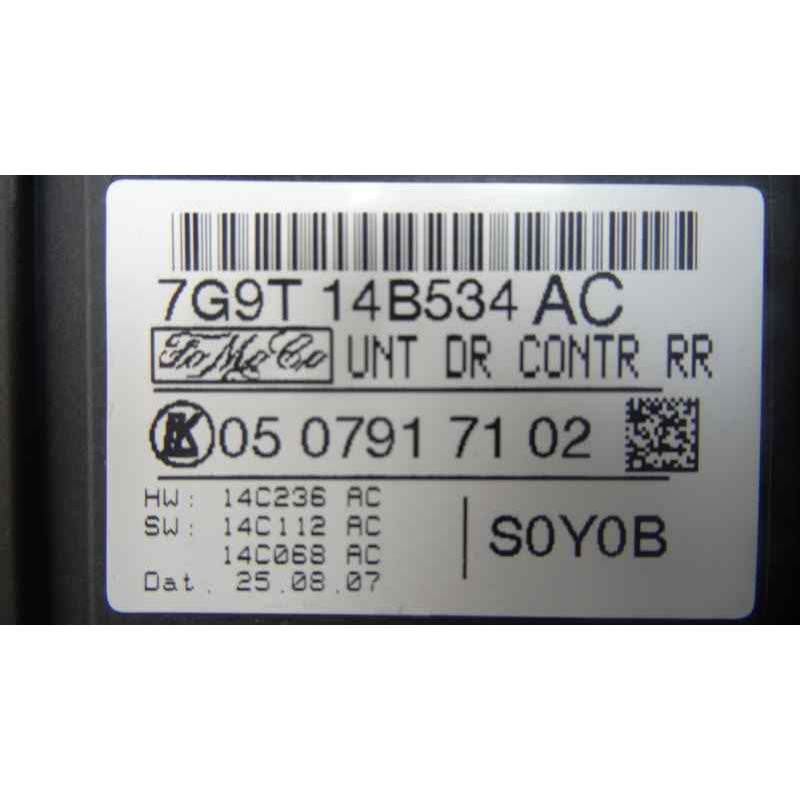 7G9T 14B534 AC
FoMoCo UNT DR CONTR RR
05 0791 71 02
HW: 14C236 AC
SW: 14C112 AC
14C068 AC
Dat. 25.08.07
S0Y0B